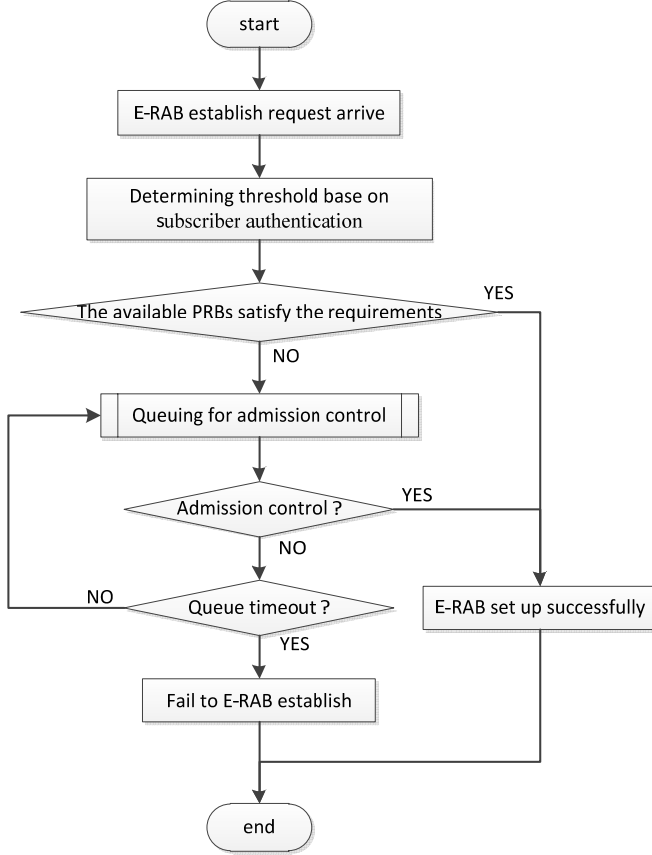 start
E-RAB establish request arrive
Determining threshold base on
subscriber authentication
The available PRBs satisfy the requirements
YES
NO
Queuing for admission control
Admission control ?
YES
NO
Queue timeout ?
NO
YES
E-RAB set up successfully
Fail to E-RAB establish
end